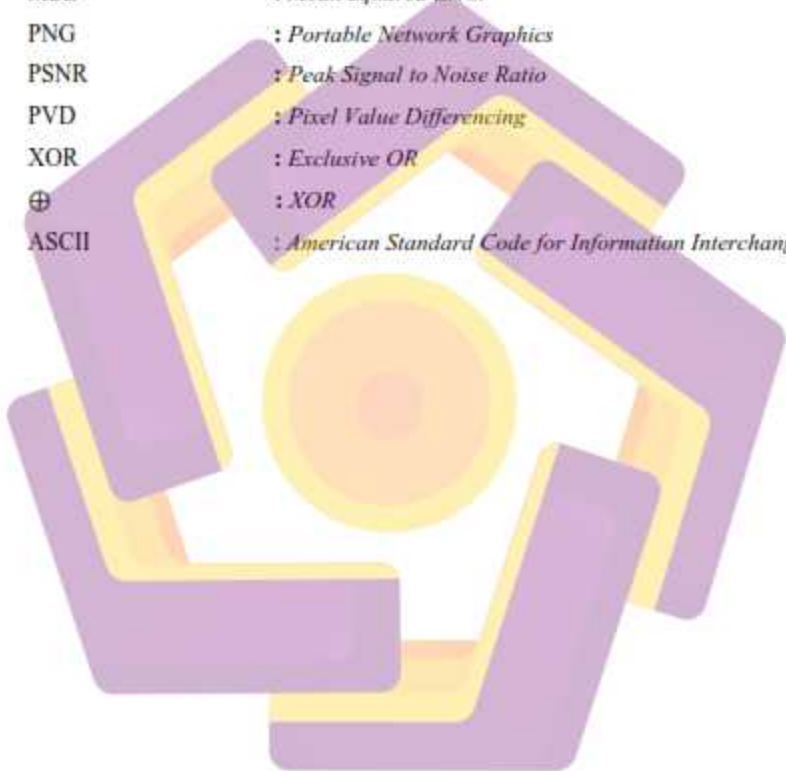 PNG : Portable Network Graphics
PSNR : Peak Signal to Noise Ratio
PVD : Pixel Value Differencing
XOR : Exclusive OR
⊕ : XOR
ASCII : American Standard Code for Information Interchang